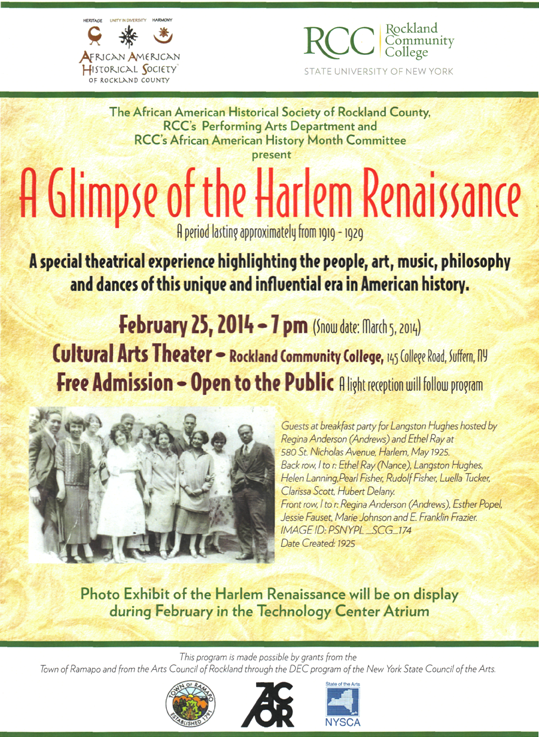 HERITAGE UNITY IN DIVERSITY HARMONY
AFRICAN AMERICAN
HISTORICAL SOCIETY
OF ROCKLAND COUNTY
RCC Rockland
Community
College
STATE UNIVERSITY OF NEW YORK
The African American Historical Society of Rockland County,
RCC's Performing Arts Department and
RCC's African American History Month Committee
present
A Glimpse of the Harlem Renaissance
A period lasting approximately from 1919 - 1929
A special theatrical experience highlighting the people, art, music, philosophy
and dances of this unique and influential era in American history.
February 25, 2014 - 7 pm (Snow date: March 5, 2014)
Cultural Arts Theater - Rockland Community College, 145 College Road, Suffern, NY
Free Admission - Open to the Public A light reception will follow program
Guests at breakfast party for Langston Hughes hosted by
Regina Anderson (Andrews) and Ethel Ray at
580 St. Nicholas Avenue, Harlem, May 1925.
Back row, l to r: Ethel Ray (Nance), Langston Hughes,
Helen Lanning,Pearl Fisher, Rudolf Fisher, Luella Tucker,
Clarissa Scott, Hubert Delany.
Front row, l to r: Regina Anderson (Andrews), Esther Popel,
Jessie Fauset, Marie Johnson and E. Franklin Frazier.
IMAGE ID: PSNYPL_SCG_174
Date Created: 1925
Photo Exhibit of the Harlem Renaissance will be on display
during February in the Technology Center Atrium
This program is made possible by grants from the
Town of Ramapo and from the Arts Council of Rockland through the DEC program of the New York State Council of the Arts.
TOWN OF RAMAPO
ESTABLISHED 1791
ACOR
State of the Arts
NYSCA